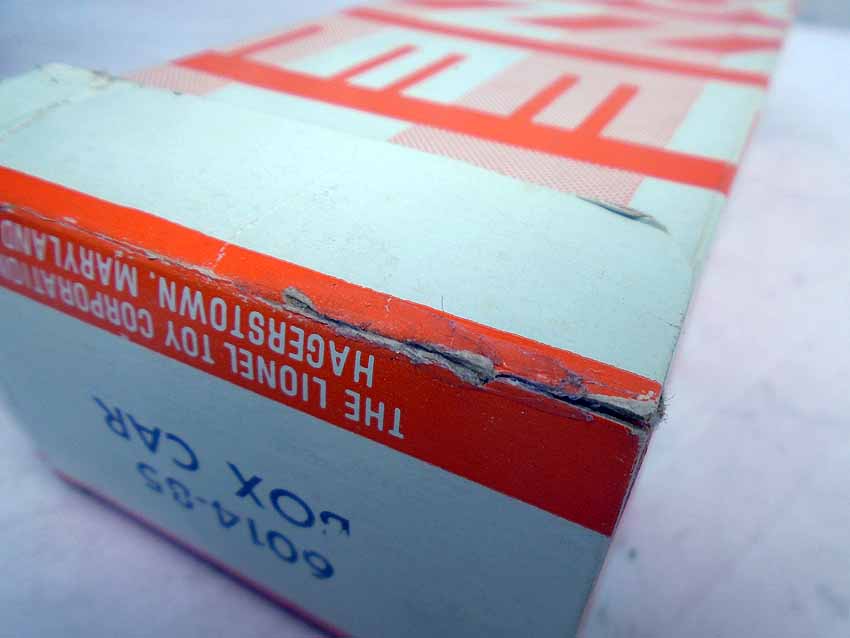 THE LIONEL TOY CORPORATION
HAGERSTOWN, MARYLAND
6014-85
BOX CAR